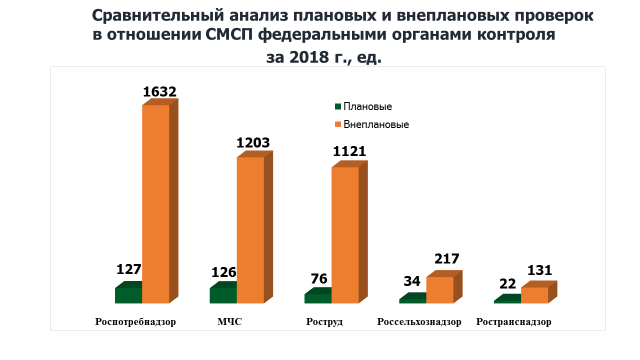 Сравнительный анализ плановых и внеплановых проверок
в отношении СМСП федеральными органами контроля
за 2018 г., ед.
1632
Плановые
Внеплановые
1203
1121
127
126
76
34
217
22
131
Роспотребнадзор
МЧС
Роструд
Россельхознадзор
Ространснадзор